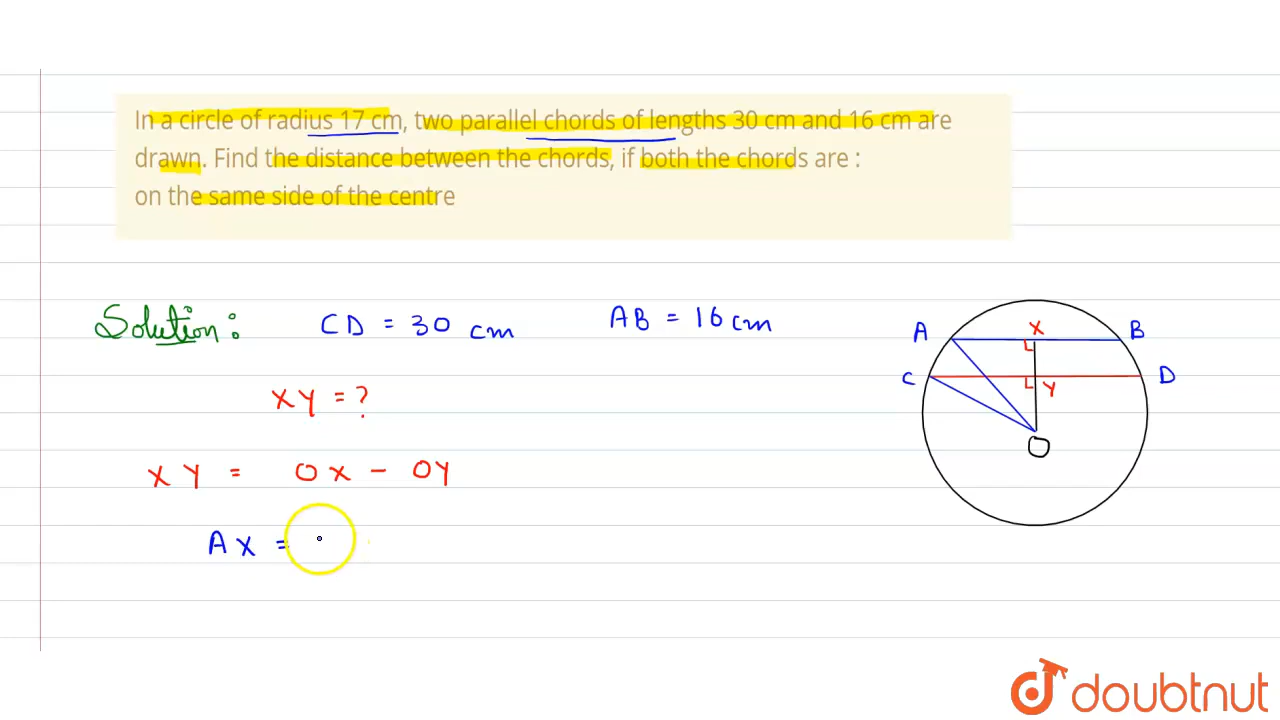 In a circle of radius 17 cm, two parallel chords of lengths 30 cm and 16 cm are
drawn. Find the distance between the chords, if both the chords are :
on the same side of the centre
Solution : CD = 30 cm AB = 16 cm
A X B
C Y D
O
XY = ?
XY = OX - OY
AX =
doubtnut